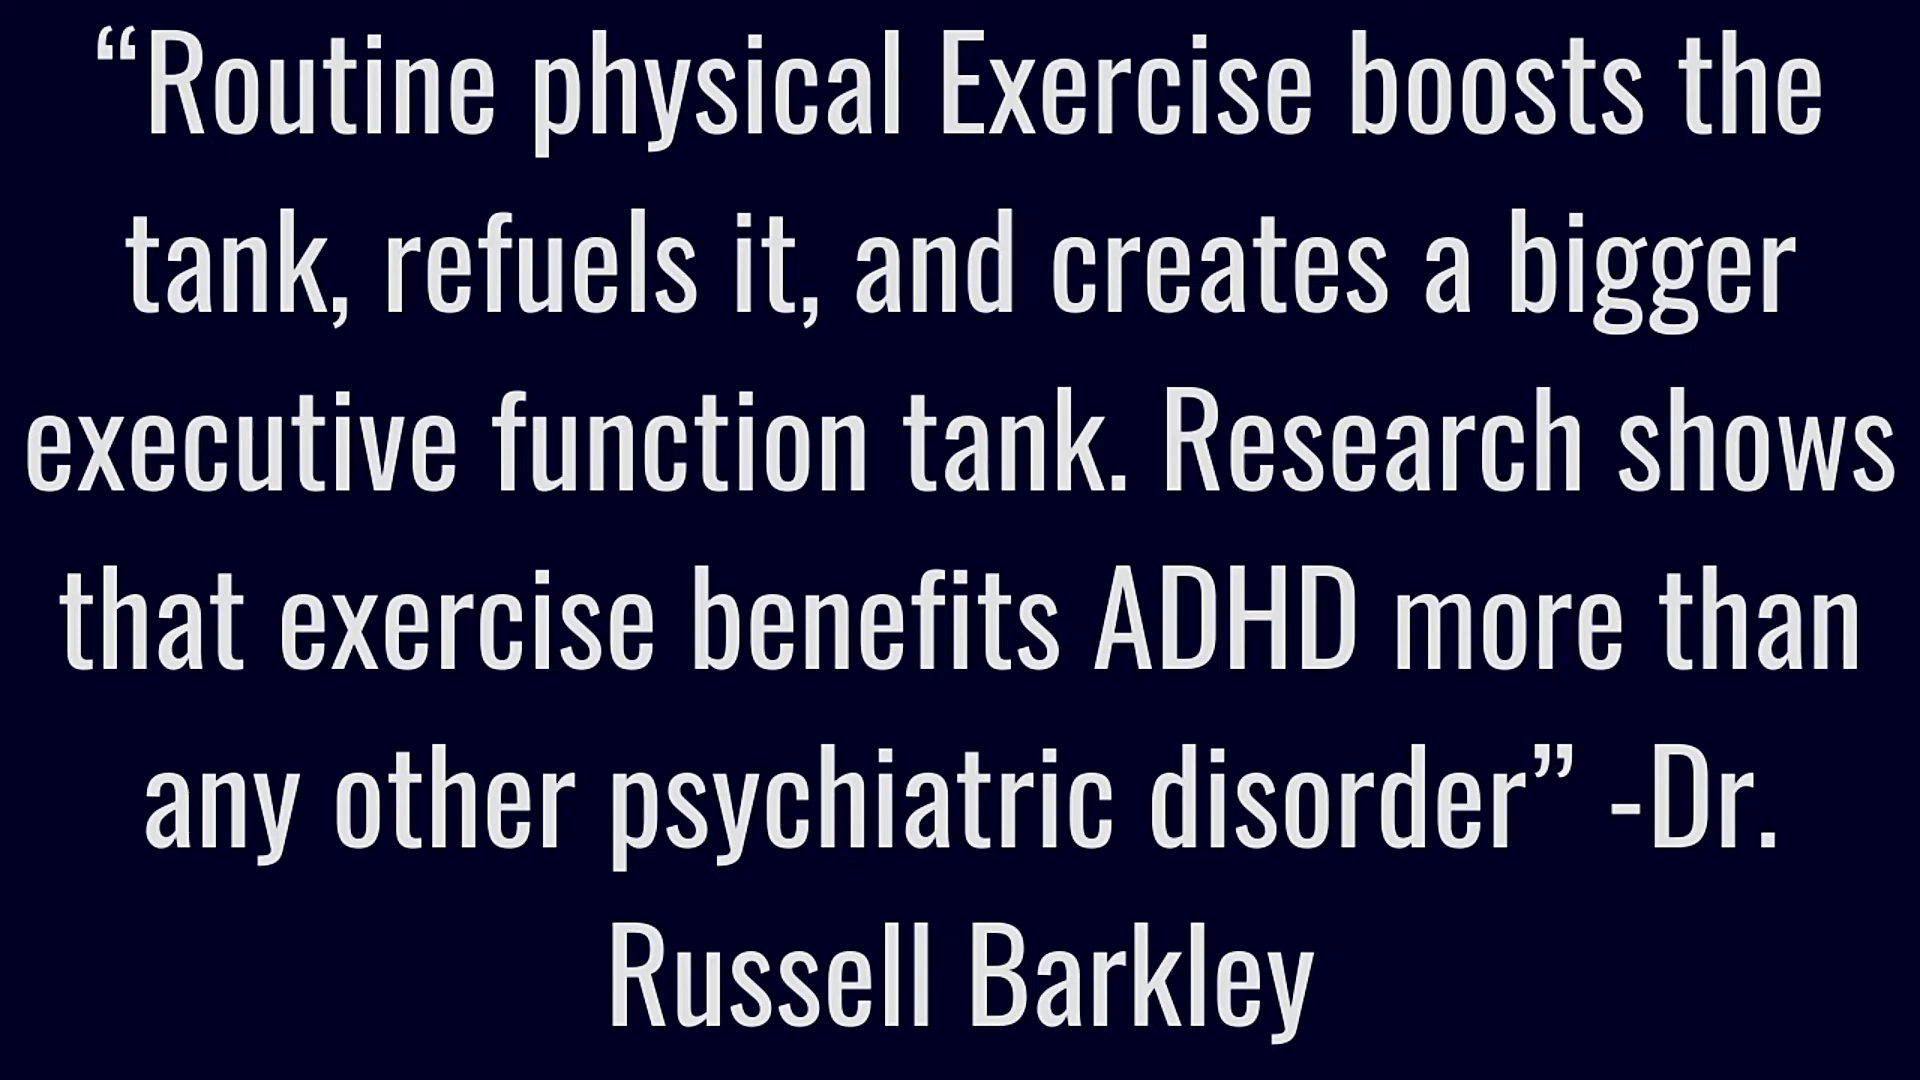 “Routine physical Exercise boosts the
tank, refuels it, and creates a bigger
executive function tank. Research shows
that exercise benefits ADHD more than
any other psychiatric disorder” -Dr.
Russell Barkley